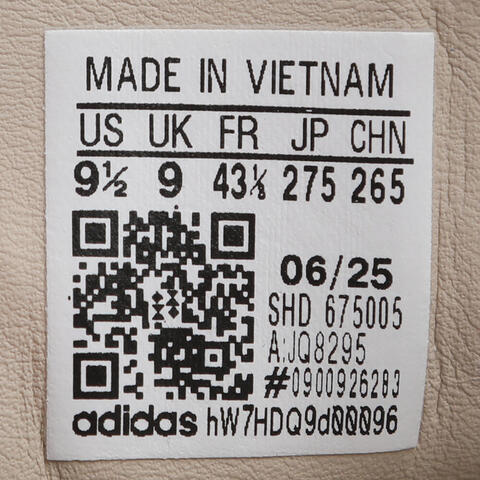 MADE IN VIETNAM
US UK FR JP CHN
9½ 9 43⅓ 275 265
06/25
SHD 675005
A:JQ8295
#0900926283
adidas hW7HDQ9d00096